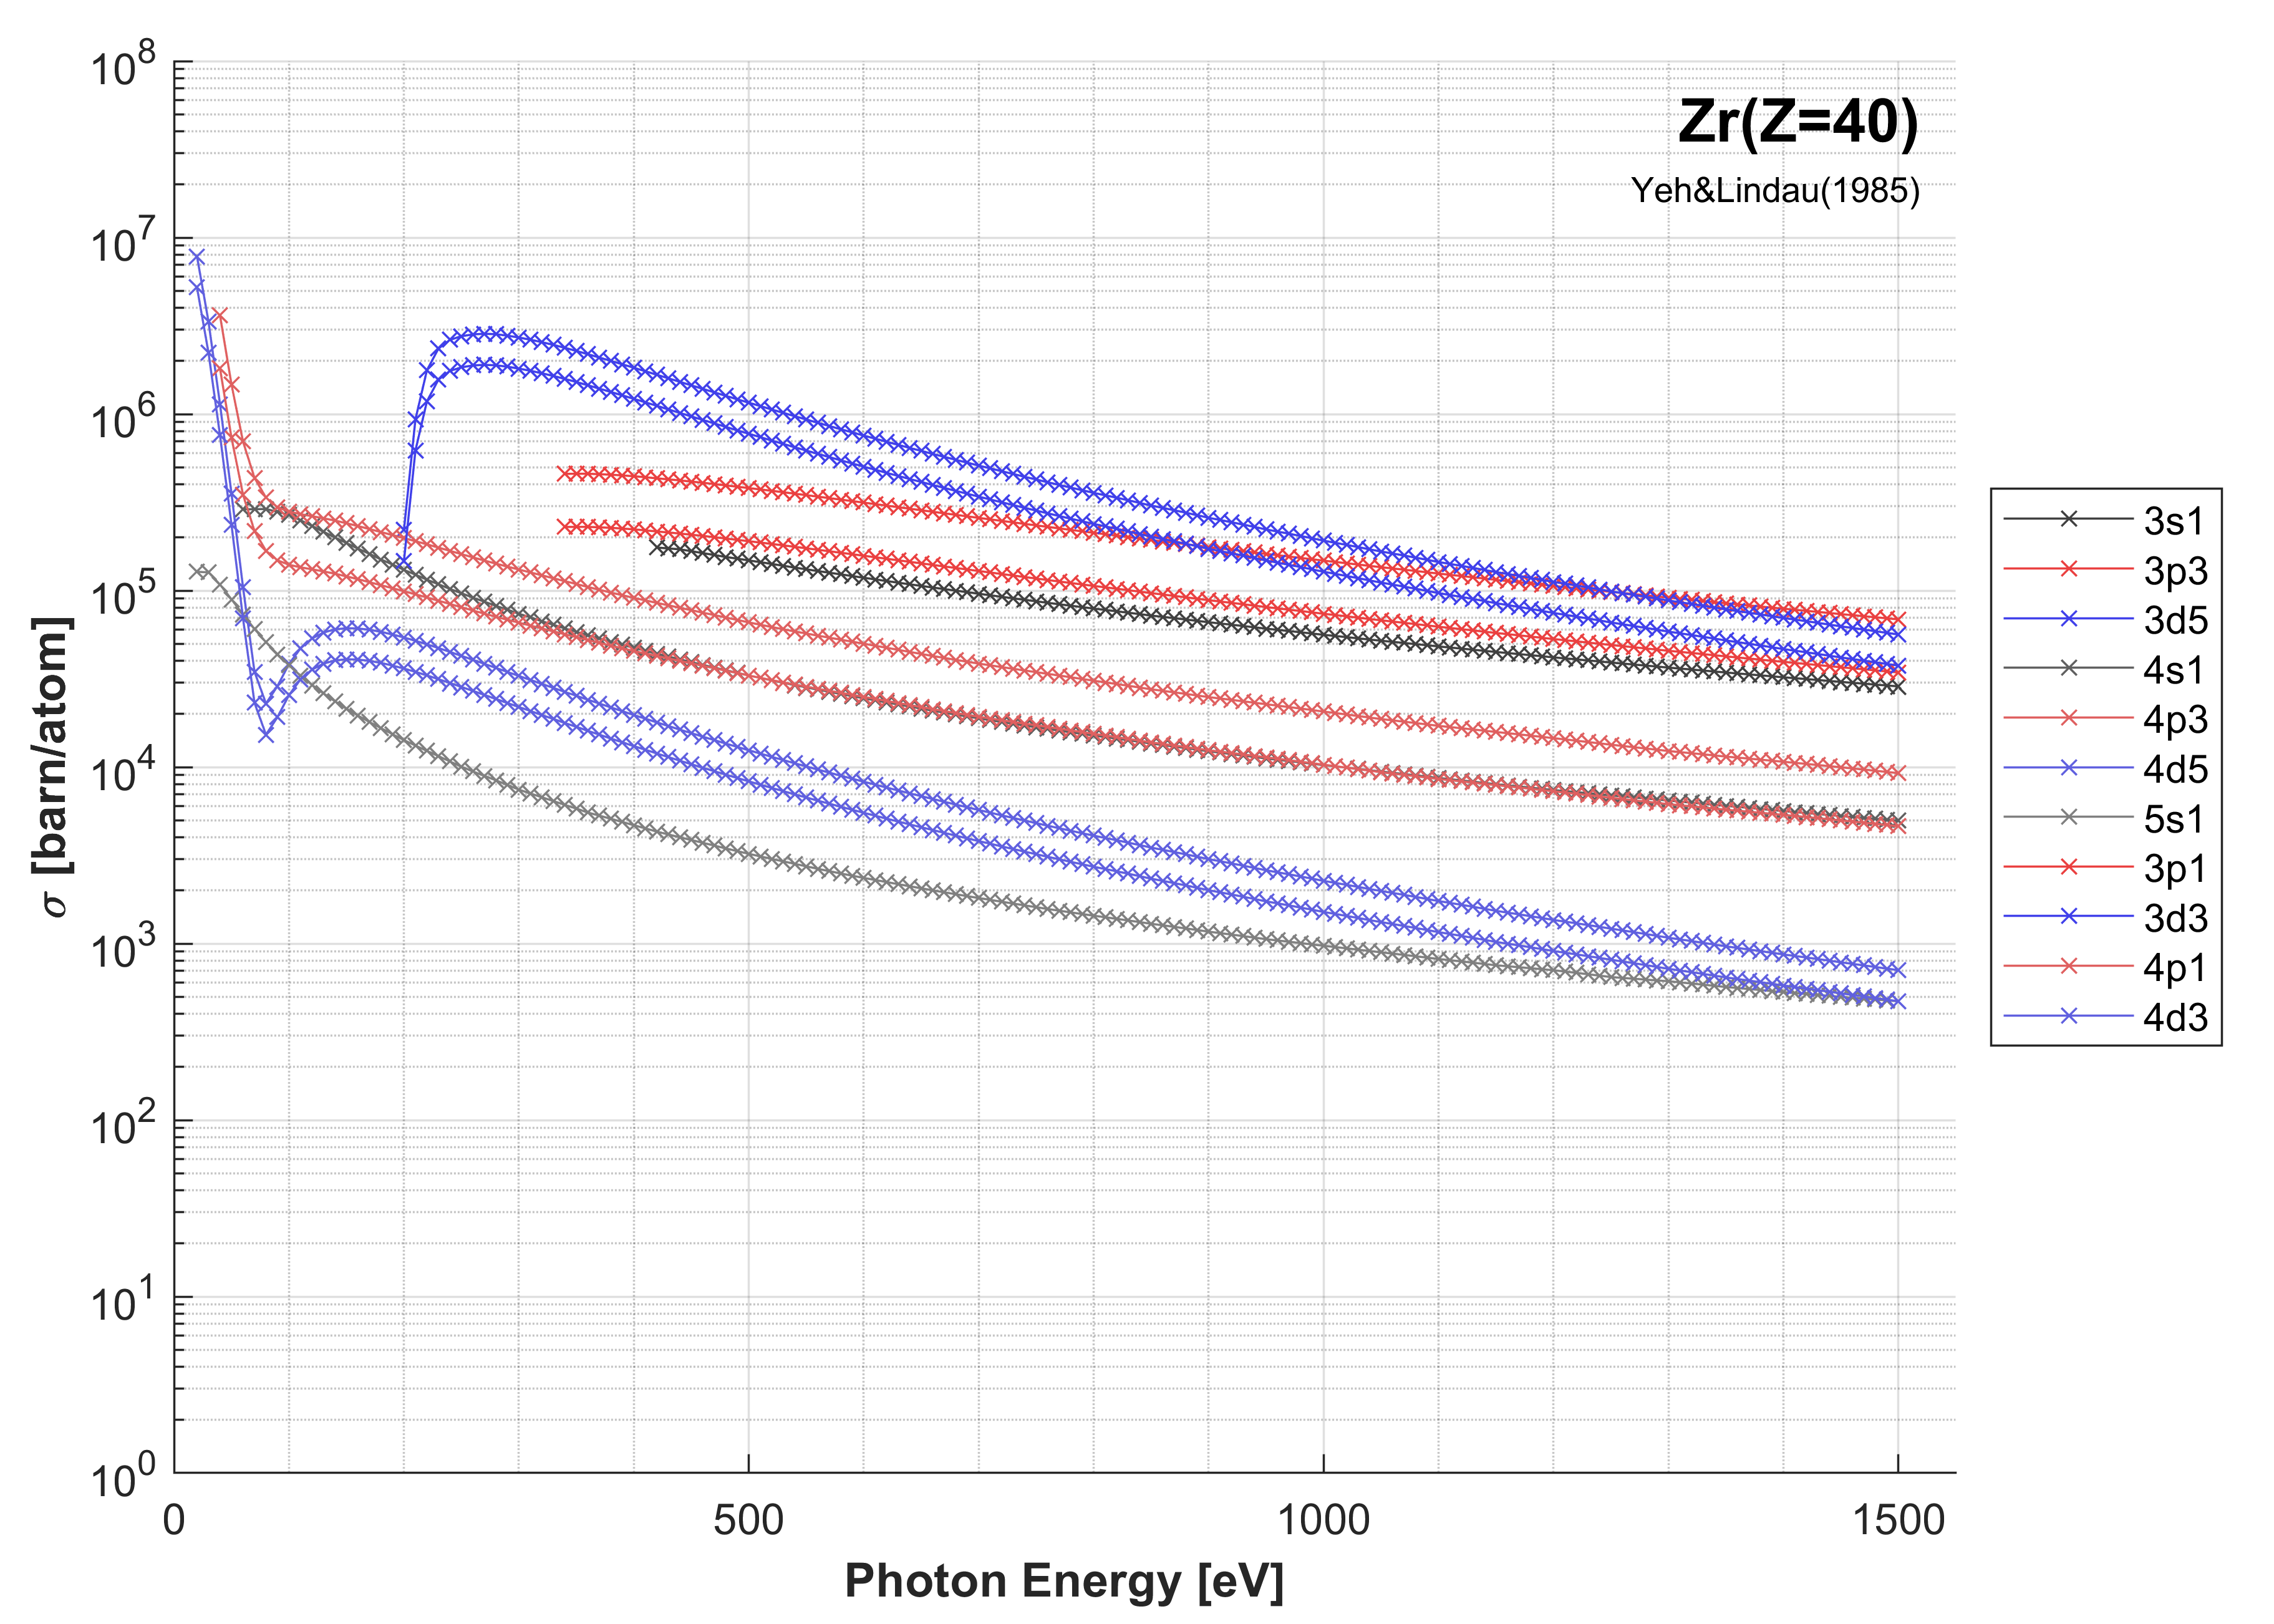 Zr(Z=40)
Yeh&Lindau(1985)
10^8
10^7
10^6
10^5
10^4
10^3
10^2
10^1
10^0
σ [barn/atom]
0 500 1000 1500
Photon Energy [eV]
3s1
3p3
3d5
4s1
4p3
4d5
5s1
3p1
3d3
4p1
4d3